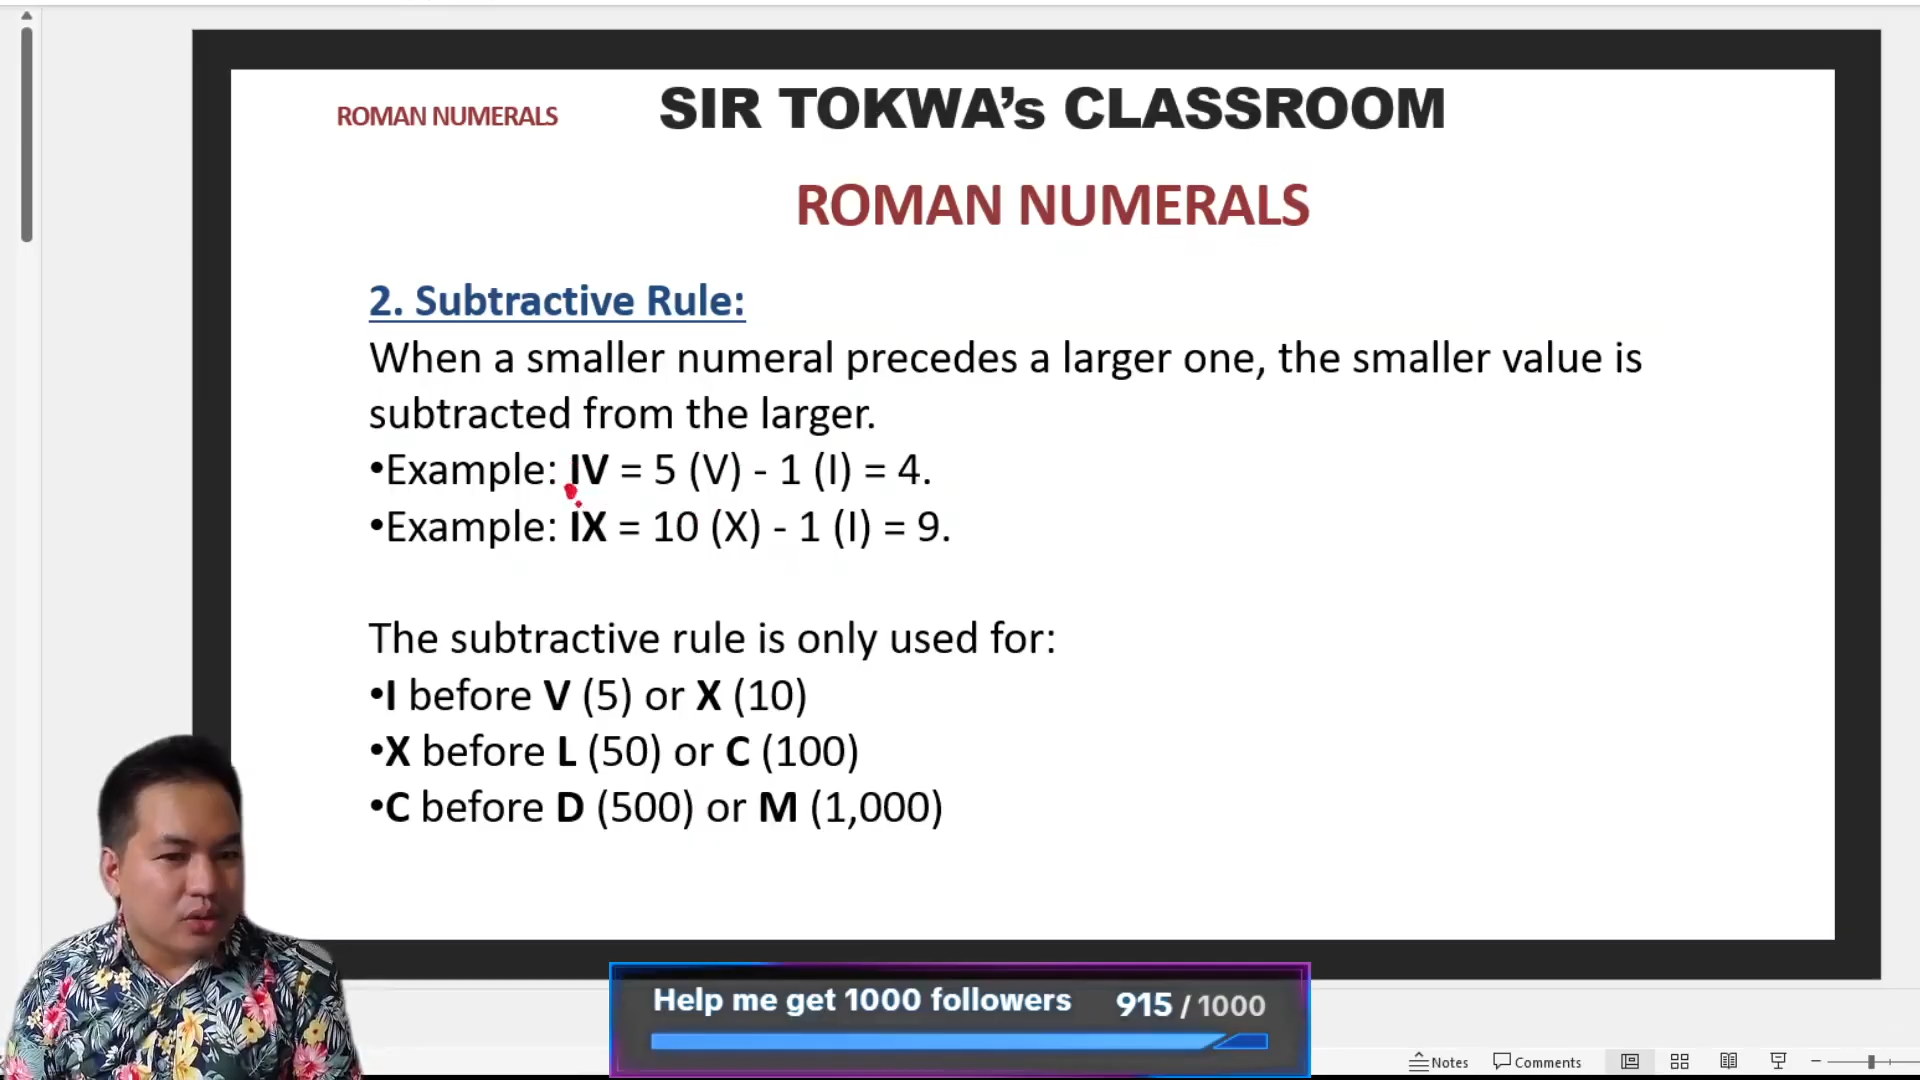 ROMAN NUMERALS
SIR TOKWA’s CLASSROOM
ROMAN NUMERALS
2. Subtractive Rule:
When a smaller numeral precedes a larger one, the smaller value is
subtracted from the larger.
•Example: IV = 5 (V) - 1 (I) = 4.
•Example: IX = 10 (X) - 1 (I) = 9.
The subtractive rule is only used for:
•I before V (5) or X (10)
•X before L (50) or C (100)
•C before D (500) or M (1,000)
Help me get 1000 followers 915 / 1000
Notes Comments